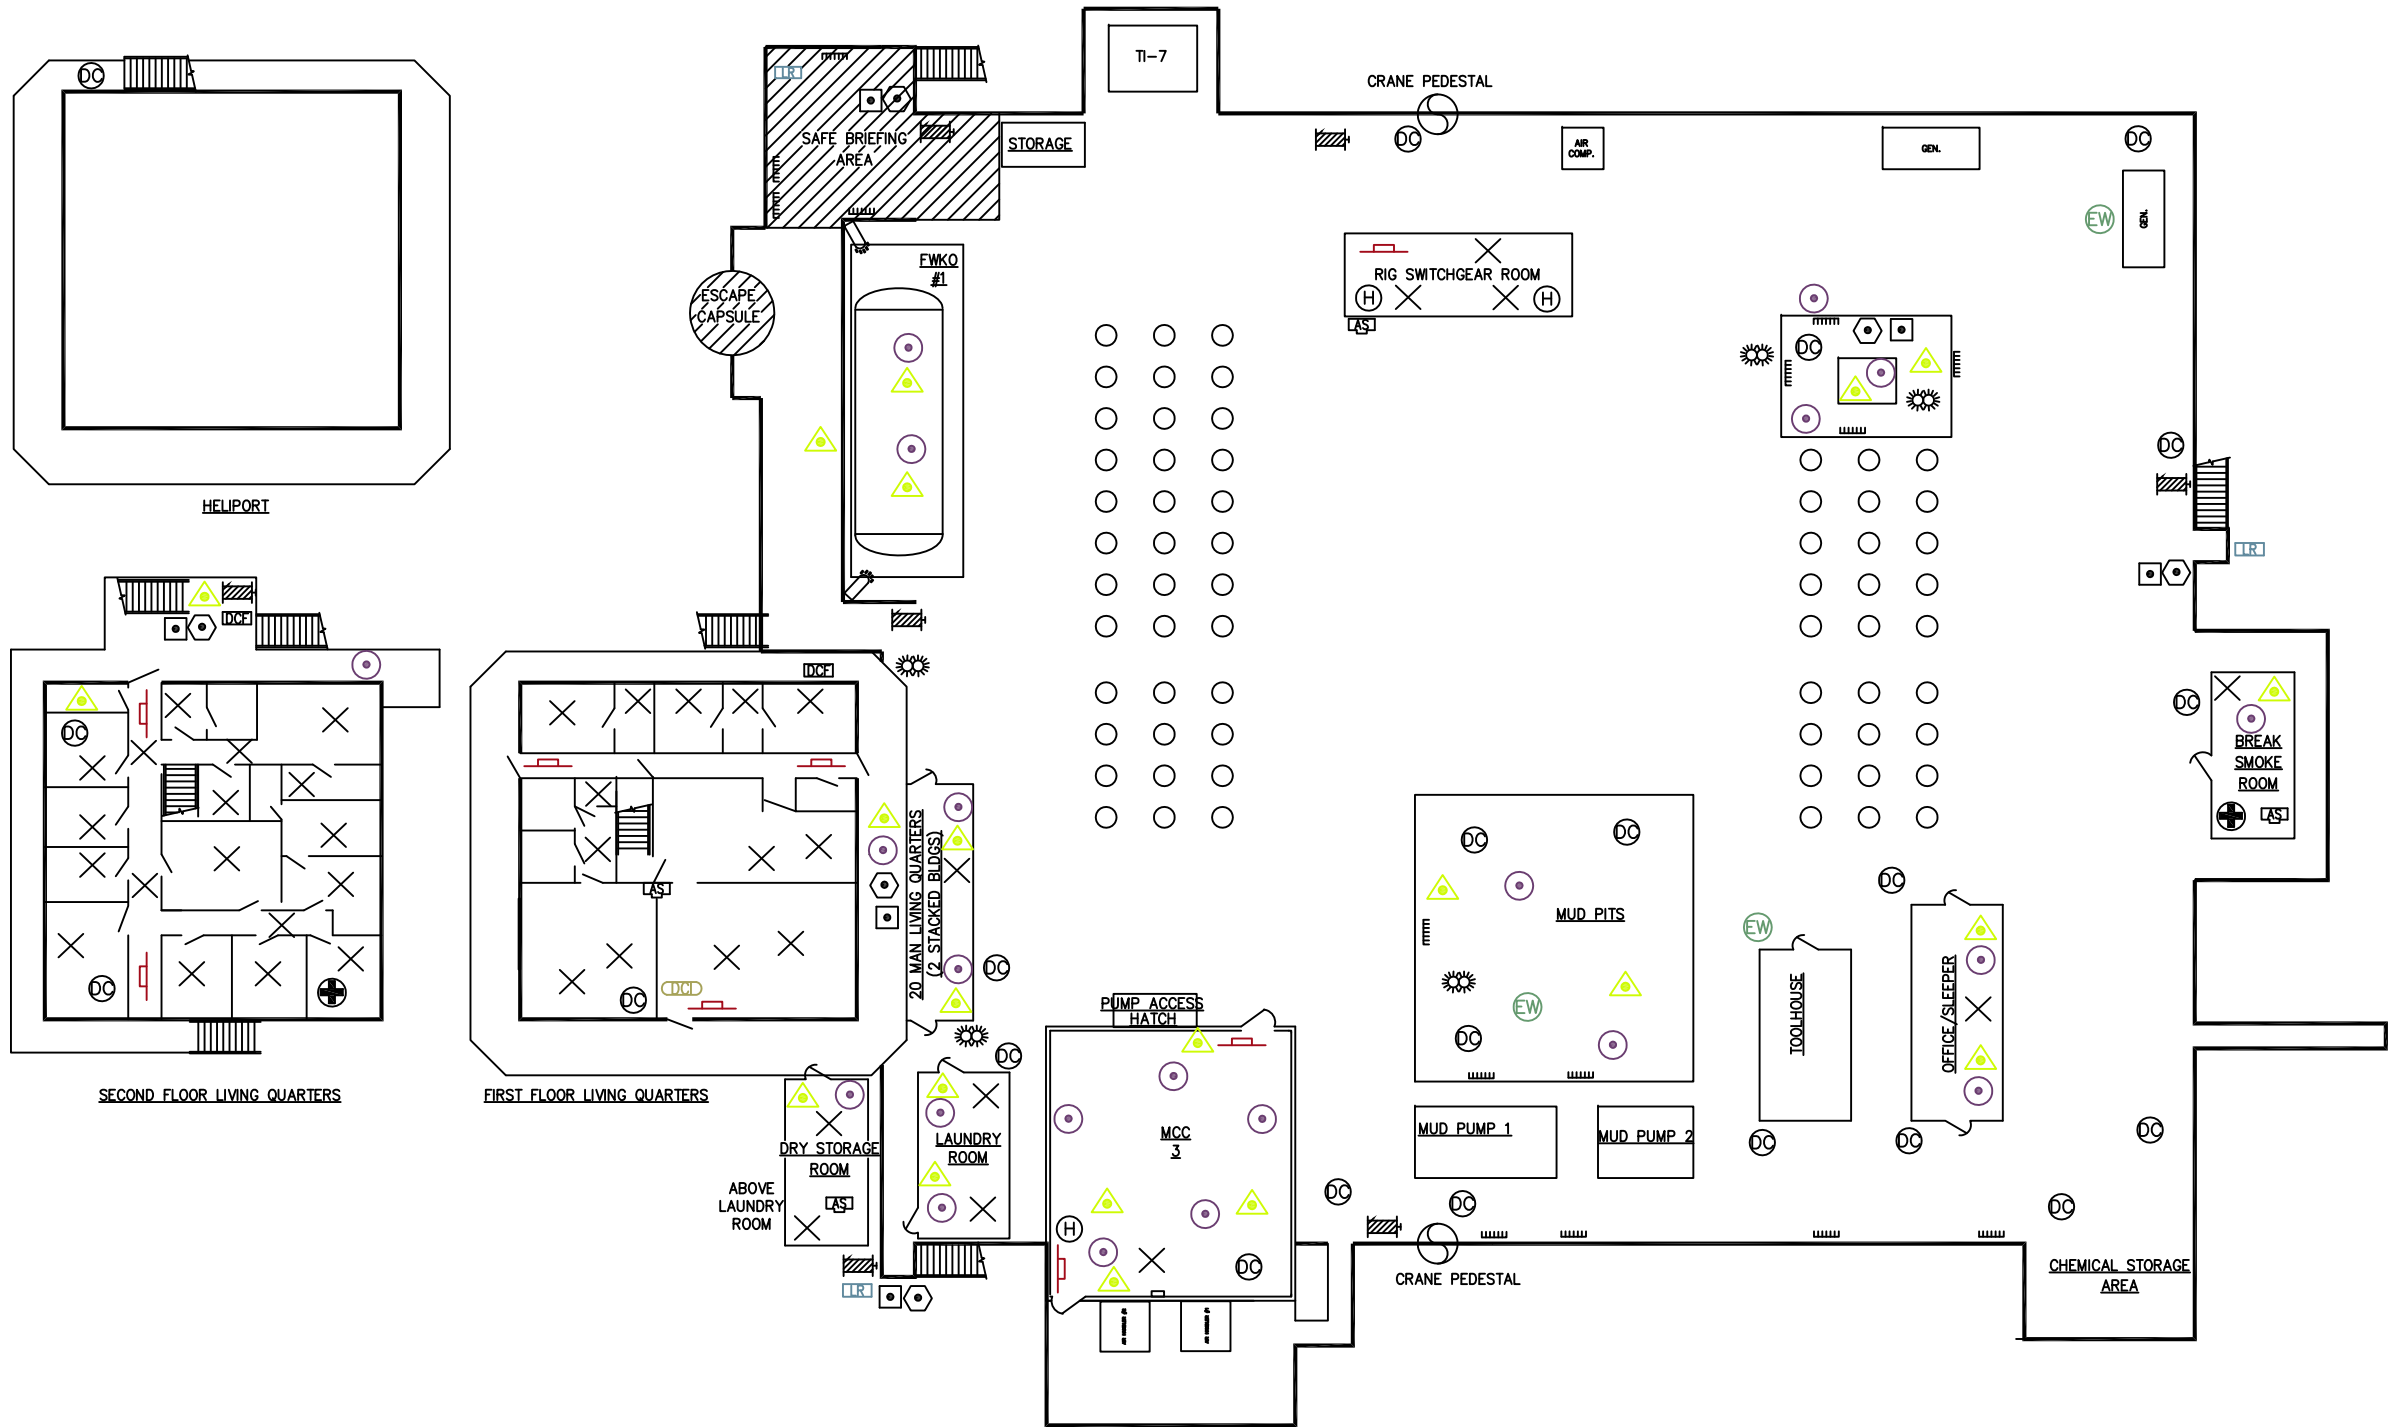 TI-7
CRANE PEDESTAL
DC
LR
SAFE BRIEFING
AREA
STORAGE
DC
AIR
COMP.
GEN.
DC
EW
GEN.
FWKO
#1
RIG SWITCHGEAR ROOM
H
H
AS
ESCAPE
CAPSULE
DC
DC
HELIPORT
LR
DCF
DCF
DC
DC
BREAK
SMOKE
ROOM
AS
20 MAN LIVING QUARTERS
(2 STACKED BLDGS)
DC
DC
MUD PITS
EW
DC
DC
EW
TOOLHOUSE
OFFICE/SLEEPER
AS
DC
DC
DCI
DC
PUMP ACCESS
HATCH
DC
SECOND FLOOR LIVING QUARTERS
FIRST FLOOR LIVING QUARTERS
DRY STORAGE
ROOM
AS
ABOVE
LAUNDRY
ROOM
LAUNDRY
ROOM
MCC
3
MUD PUMP 1
MUD PUMP 2
DC
DC
DC
DC
DC
DC
H
DC
LR
CRANE PEDESTAL
CHEMICAL STORAGE
AREA